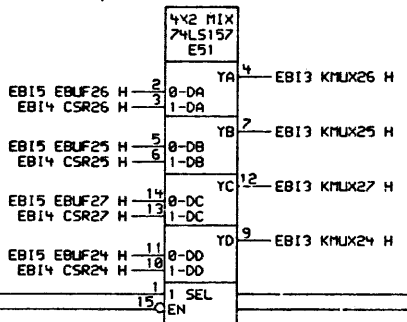 4X2 MIX
74LS157
E51
YA 4 EBI3 KMUX26 H
EBI5 EBUF26 H 2 0-DA
EBI4 CSR26 H 3 1-DA
YB 7 EBI3 KMUX25 H
EBI5 EBUF25 H 5 0-DB
EBI4 CSR25 H 6 1-DB
YC 12 EBI3 KMUX27 H
EBI5 EBUF27 H 14 0-DC
EBI4 CSR27 H 13 1-DC
YD 9 EBI3 KMUX24 H
EBI5 EBUF24 H 11 0-DD
EBI4 CSR24 H 10 1-DD
1 1 SEL
15 EN